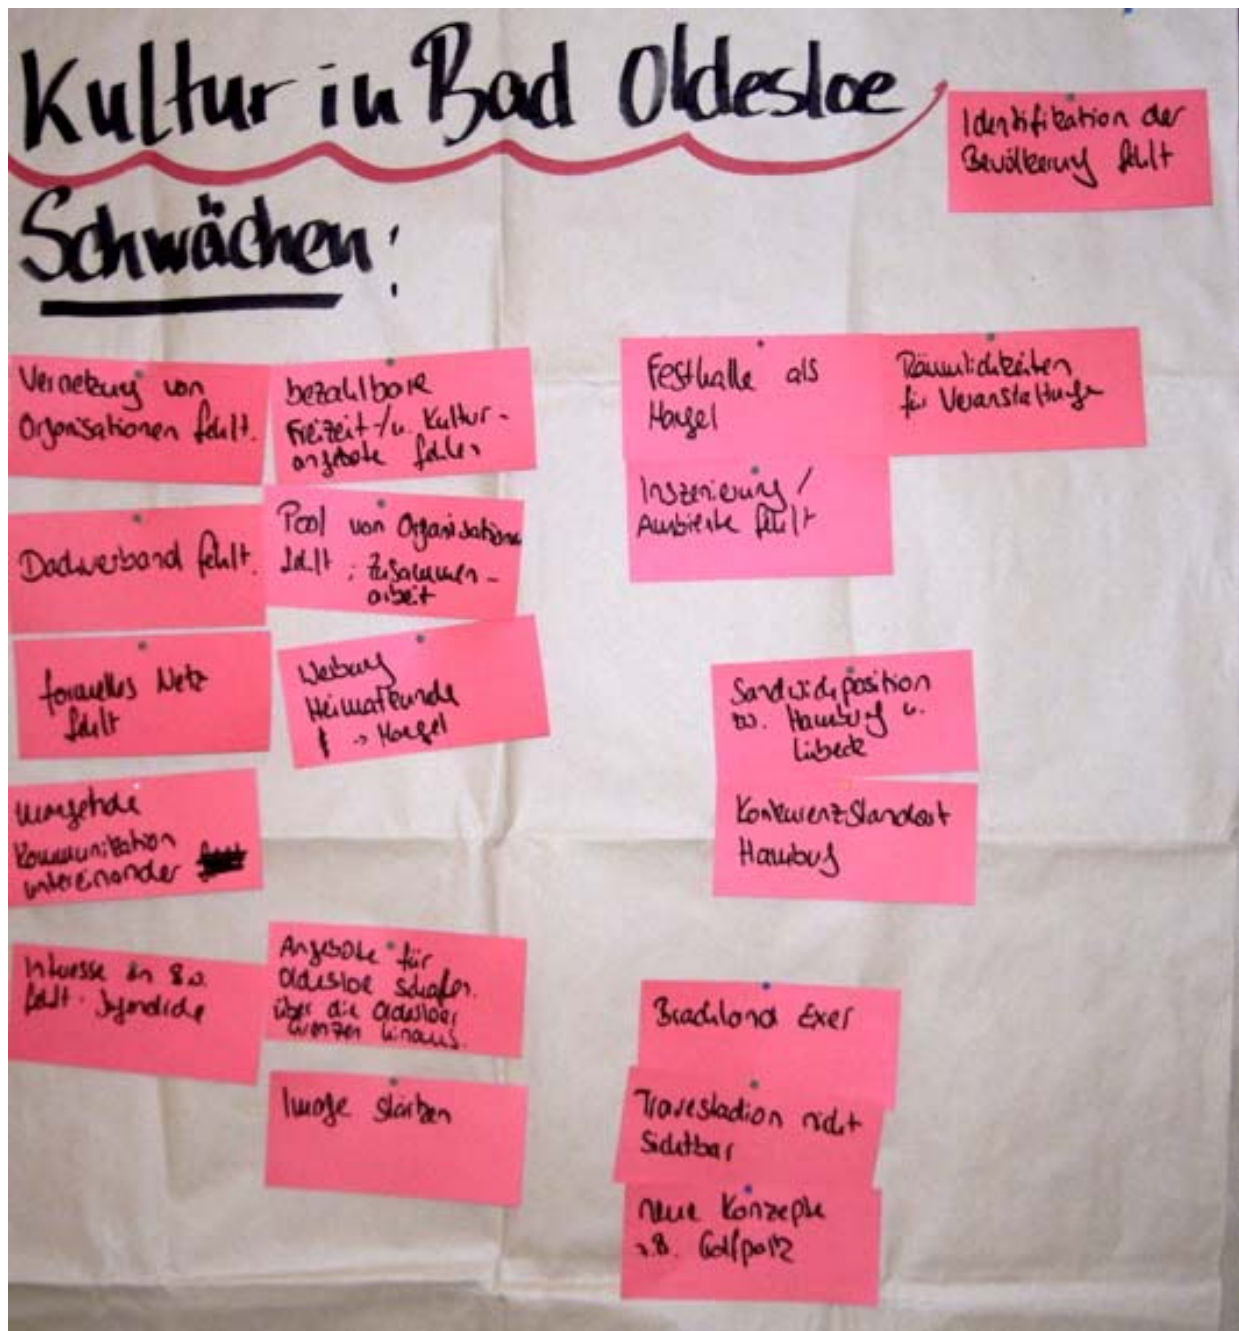 Kultur in Bad Oldesloe
Schwächen:
Identifikation der
Bevölkerung fehlt
Vernetzung von
Organisationen fehlt.
bezahlbare
Freizeit-/u. Kultur-
angebote fehlen
Dachverband fehlt.
Pool von Organisationen
fehlt; Zusammen-
arbeit
formelles Netz
fehlt
Werbung
Heimatkunde
-> Mangel
mangelnde
Kommunikation
untereinander
Interesse in
fehlt. Jugendliche
Angebote für
Oldesloe schaffen.
über die Oldesloer
Grenzen hinaus.
Image stärken
Festhalle als
Mangel
Räumlichkeiten
für Veranstaltungen
Inszenierung /
Ambiente fehlt
Sandwichposition
zw. Hamburg u.
Lübeck
Konkurenz-Standort
Hamburg
Brachland Exer
Travestadion nicht
Sichtbar
neue Konzepte
z.B. Golfplatz